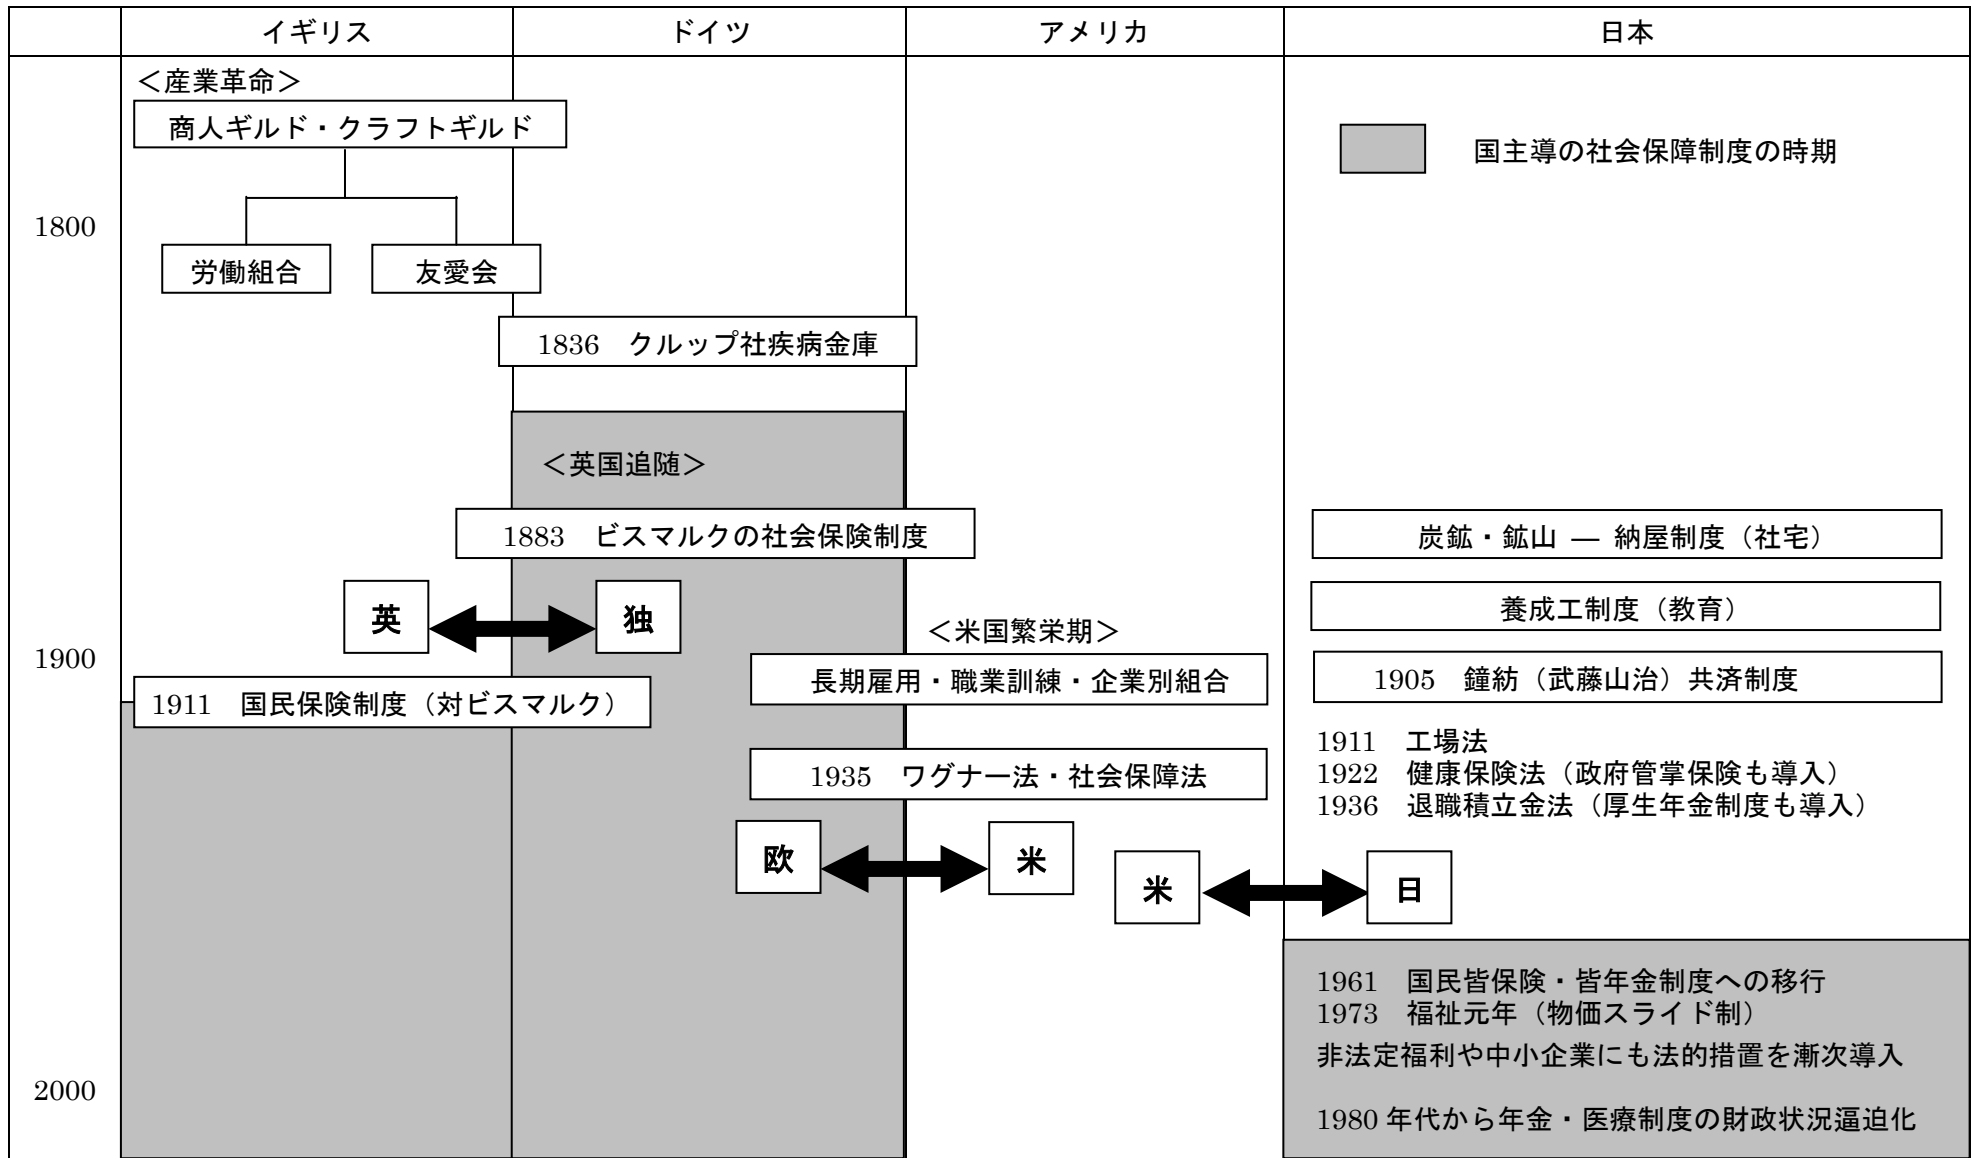 イギリス
ドイツ
アメリカ
日本
＜産業革命＞
商人ギルド・クラフトギルド
国主導の社会保障制度の時期
1800
労働組合
友愛会
1836　クルップ社疾病金庫
＜英国追随＞
1883　ビスマルクの社会保険制度
炭鉱・鉱山 ― 納屋制度（社宅）
英
独
養成工制度（教育）
＜米国繁栄期＞
1900
長期雇用・職業訓練・企業別組合
1905　鐘紡（武藤山治）共済制度
1911　国民保険制度（対ビスマルク）
1911　工場法
1935　ワグナー法・社会保障法
1922　健康保険法（政府管掌保険も導入）
1936　退職積立金法（厚生年金制度も導入）
欧
米
米
日
1961　国民皆保険・皆年金制度への移行
1973　福祉元年（物価スライド制）
非法定福利や中小企業にも法的措置を漸次導入
2000
1980 年代から年金・医療制度の財政状況逼迫化